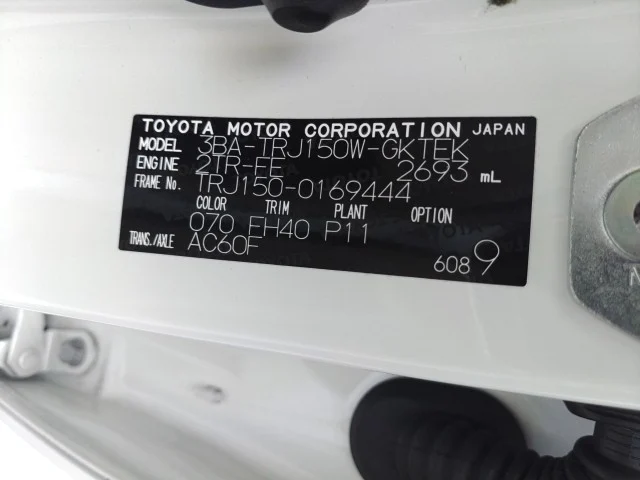 TOYOTA MOTOR CORPORATION JAPAN
MODEL 3BA-TRJ150W-GKTEK
ENGINE 2TR-FE 2693 mL
FRAME No. TRJ150-0169444
COLOR TRIM PLANT OPTION
070 FH40 P11
TRANS./AXLE AC60F
6089